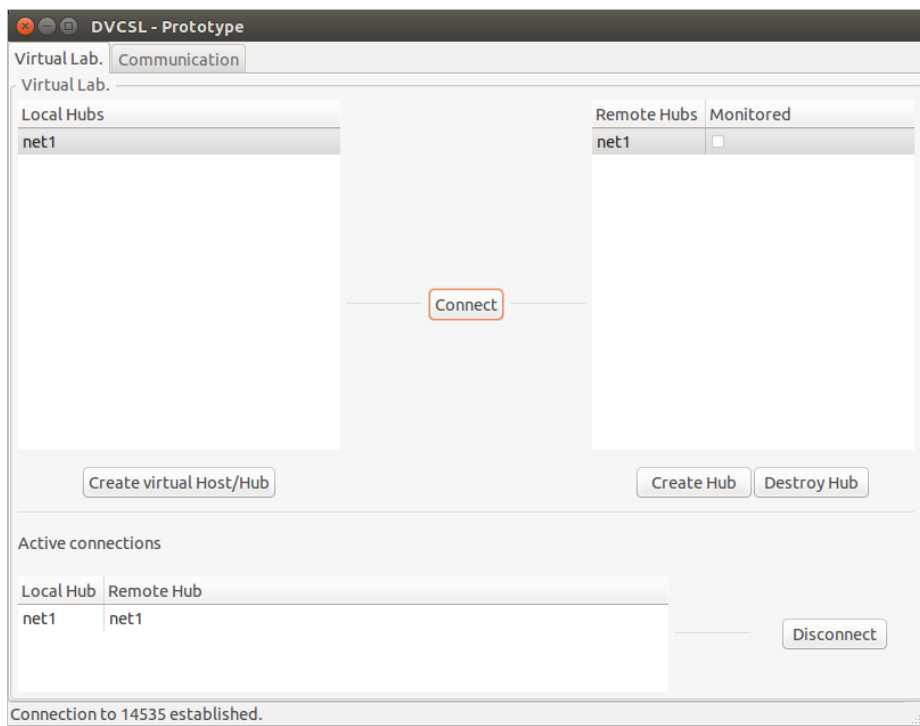 DVCSL - Prototype
Virtual Lab. Communication
Virtual Lab.
Local Hubs
net1
Remote Hubs Monitored
net1
Connect
Create virtual Host/Hub
Create Hub Destroy Hub
Active connections
Local Hub Remote Hub
net1 net1
Disconnect
Connection to 14535 established.